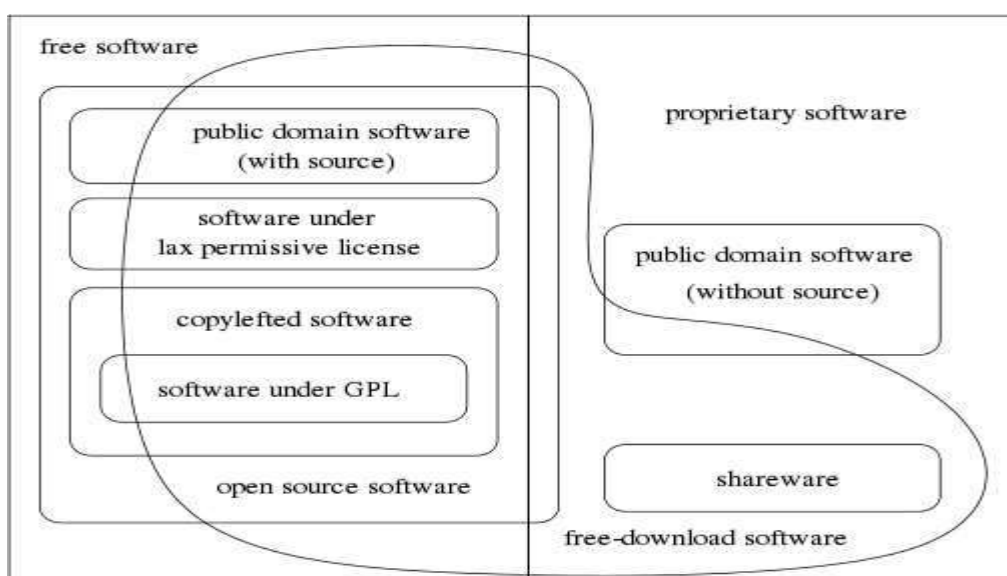 free software
public domain software
(with source)
software under
lax permissive license
copylefted software
software under GPL
open source software
proprietary software
public domain software
(without source)
shareware
free-download software